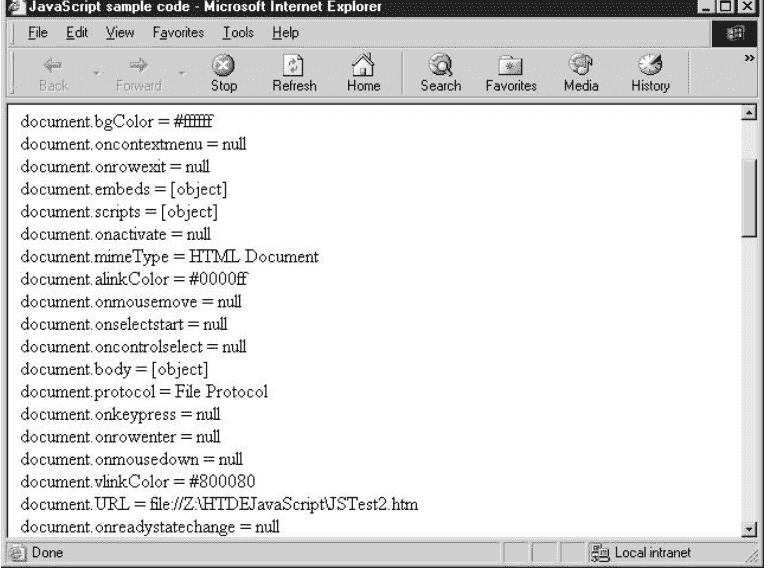 JavaScript sample code - Microsoft Internet Explorer
File Edit View Favorites Tools Help
Back Forward Stop Refresh Home Search Favorites Media History »
document.bgColor = #ffffff
document.oncontextmenu = null
document.onrowexit = null
document.embeds = [object]
document.scripts = [object]
document.onactivate = null
document.mimeType = HTML Document
document.alinkColor = #0000ff
document.onmousemove = null
document.onselectstart = null
document.oncontrolselect = null
document.body = [object]
document.protocol = File Protocol
document.onkeypress = null
document.onrowenter = null
document.onmousedown = null
document.vlinkColor = #800080
document.URL = file://Z:\HTDEJavaScript\JSTest2.htm
document.onreadystatechange = null
Done Local intranet